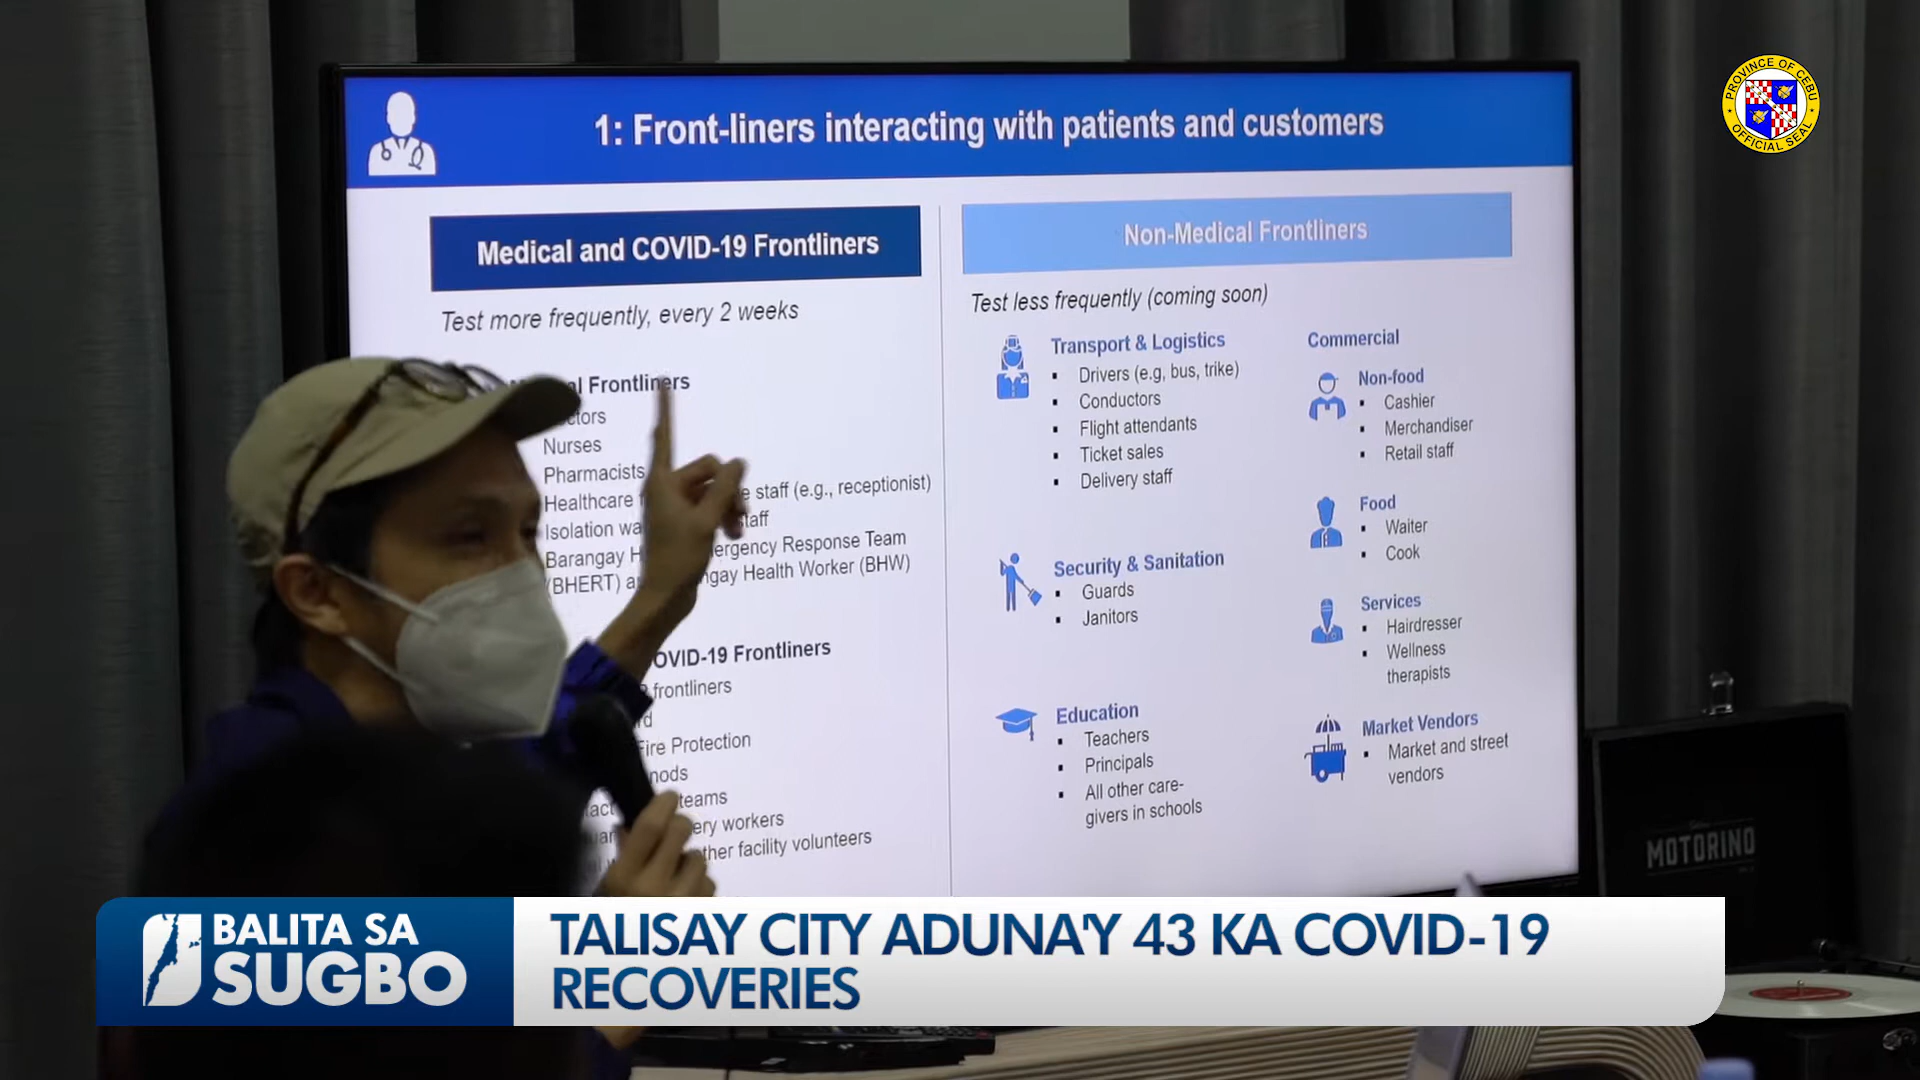 PROVINCE OF CEBU
OFFICIAL SEAL
1: Front-liners interacting with patients and customers
Medical and COVID-19 Frontliners
Test more frequently, every 2 weeks
Frontliners
Nurses
Pharmacists
Healthcare staff (e.g., receptionist)
Isolation
Barangay Response Team
(BHERT) Health Worker (BHW)
COVID-19 Frontliners
frontliners
Fire Protection
teams
workers
facility volunteers
Non-Medical Frontliners
Test less frequently (coming soon)
Transport & Logistics
▪ Drivers (e.g, bus, trike)
▪ Conductors
▪ Flight attendants
▪ Ticket sales
▪ Delivery staff
Security & Sanitation
▪ Guards
▪ Janitors
Education
▪ Teachers
▪ Principals
▪ All other care-
givers in schools
Commercial
Non-food
▪ Cashier
▪ Merchandiser
▪ Retail staff
Food
▪ Waiter
▪ Cook
Services
▪ Hairdresser
▪ Wellness
therapists
Market Vendors
▪ Market and street
vendors
MOTORINO
BALITA SA
SUGBO
TALISAY CITY ADUNA'Y 43 KA COVID-19
RECOVERIES